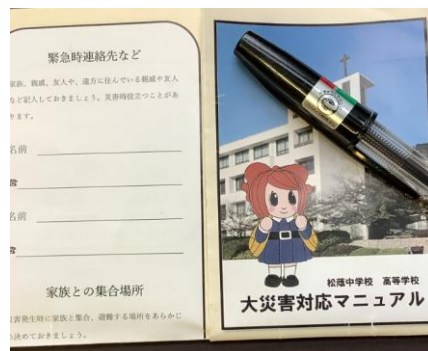 緊急時連絡先など
家族、親戚、友人や、遠方に住んでいる親戚や友人
など記入しておきましょう。災害時役立つことがあ
ります。
名前
名前
家族との集合場所
災害発生時に家族と集合、避難する場所をあらかじ
め決めておきましょう。
松蔭中学校 高等学校
大災害対応マニュアル